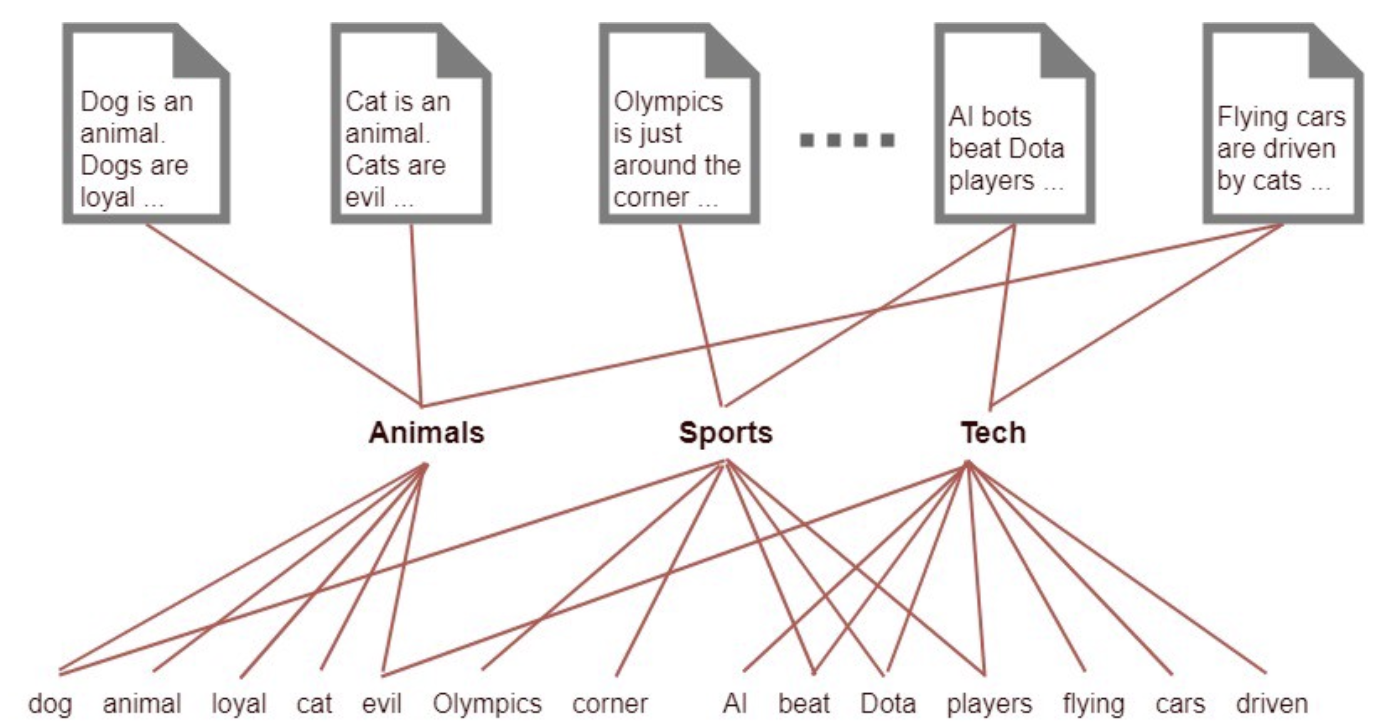 Dog is an
animal.
Dogs are
loyal ...
Cat is an
animal.
Cats are
evil ...
Olympics
is just
around the
corner ...
AI bots
beat Dota
players ...
Flying cars
are driven
by cats ...
Animals
Sports
Tech
dog
animal
loyal
cat
evil
Olympics
corner
AI
beat
Dota
players
flying
cars
driven